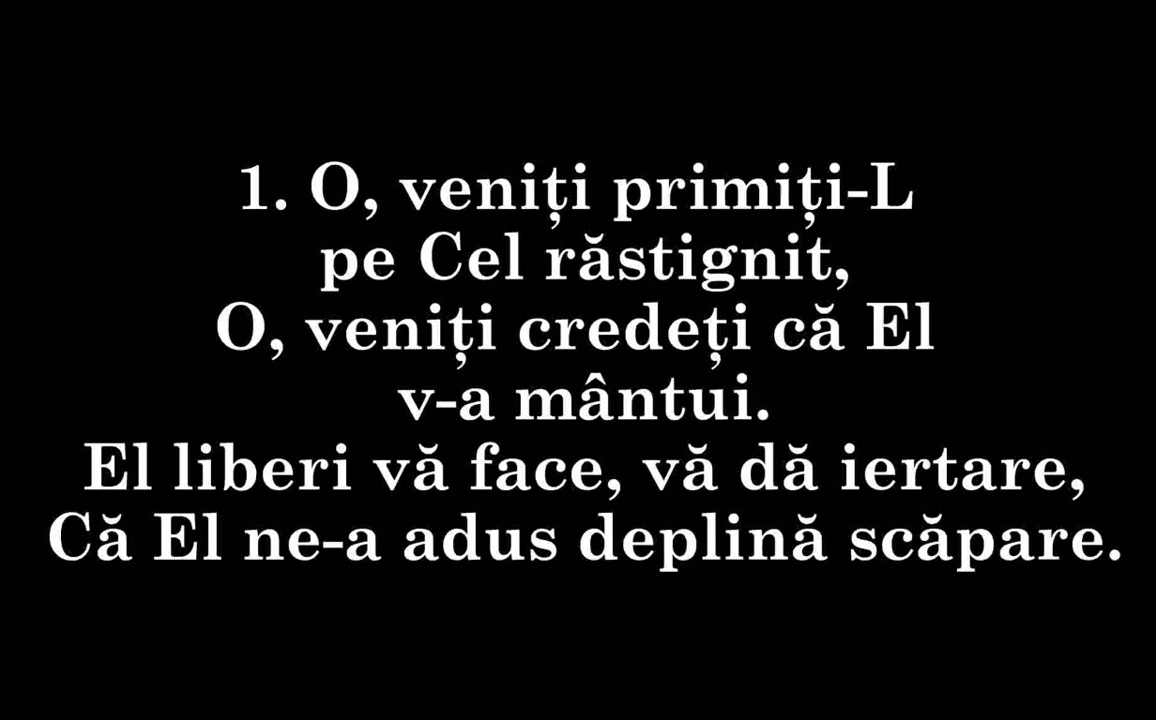 1. O, veniți primiți-L
pe Cel răstignit,
O, veniți credeți că El
v-a mântui.
El liberi vă face, vă dă iertare,
Că El ne-a adus deplină scăpare.